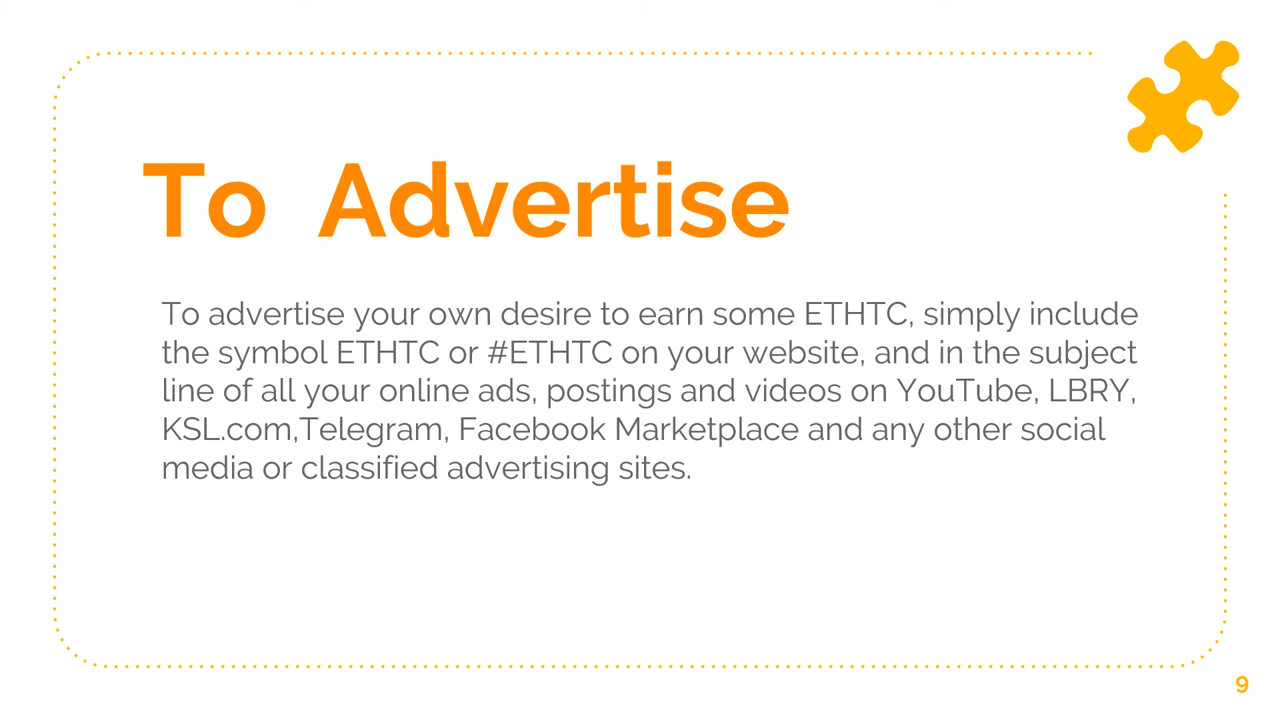 To Advertise
To advertise your own desire to earn some ETHTC, simply include
the symbol ETHTC or #ETHTC on your website, and in the subject
line of all your online ads, postings and videos on YouTube, LBRY,
KSL.com,Telegram, Facebook Marketplace and any other social
media or classified advertising sites.
9